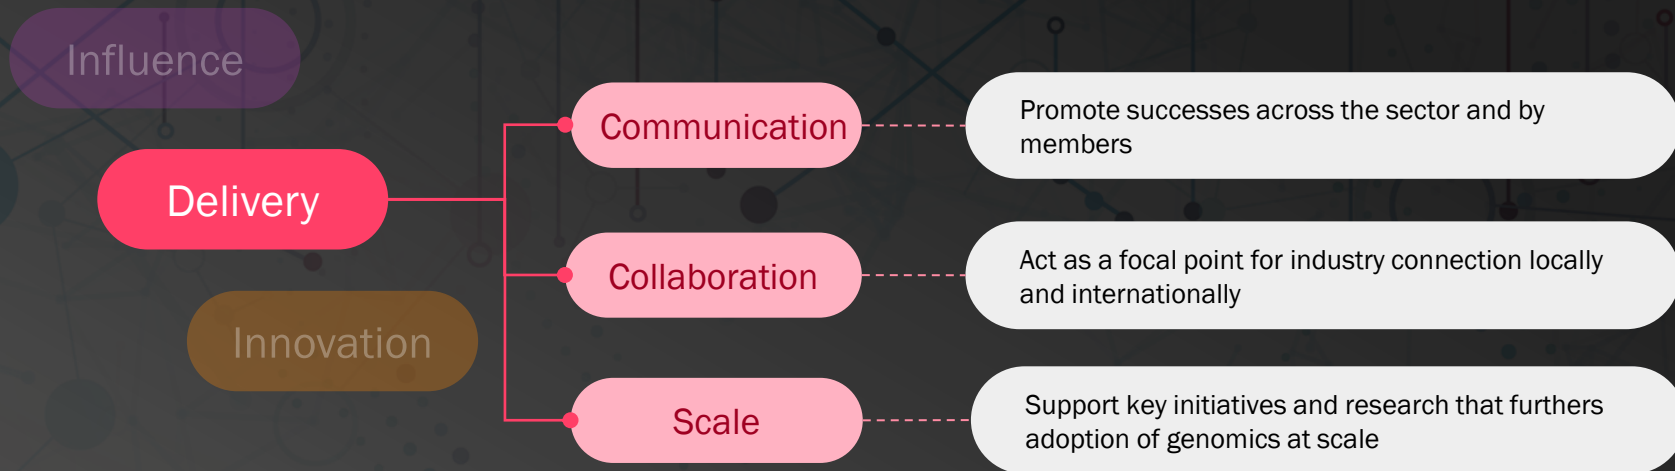 Influence
Delivery
Innovation
Communication
Promote successes across the sector and by
members
Collaboration
Act as a focal point for industry connection locally
and internationally
Scale
Support key initiatives and research that furthers
adoption of genomics at scale